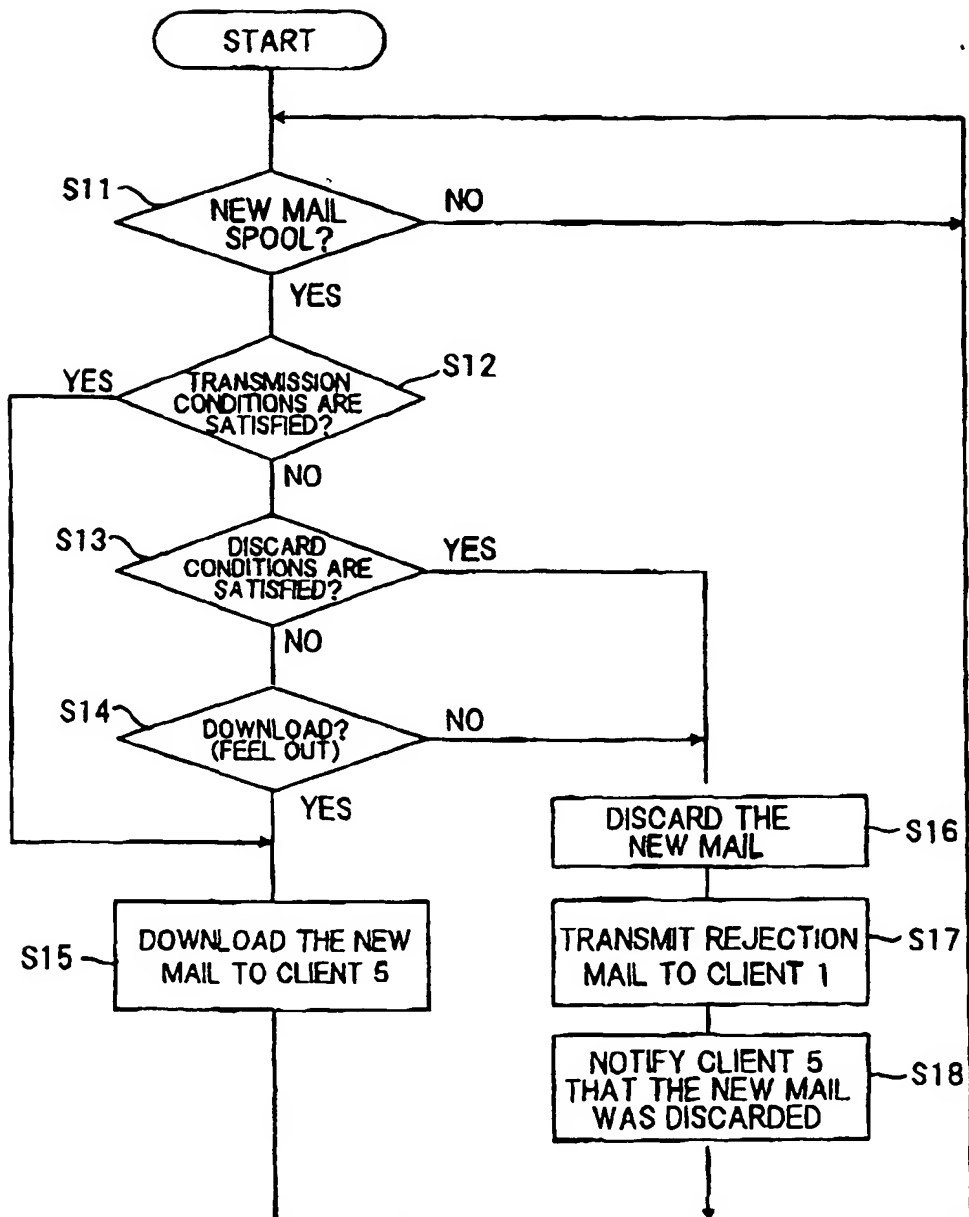 START
S11
NEW MAIL
SPOOL?
NO
YES
YES
TRANSMISSION
CONDITIONS ARE
SATISFIED?
S12
NO
S13
DISCARD
CONDITIONS ARE
SATISFIED?
YES
NO
S14
DOWNLOAD?
(FEEL OUT)
NO
YES
DISCARD THE
NEW MAIL
S16
S15
DOWNLOAD THE NEW
MAIL TO CLIENT 5
TRANSMIT REJECTION
MAIL TO CLIENT 1
S17
NOTIFY CLIENT 5
THAT THE NEW MAIL
WAS DISCARDED
S18